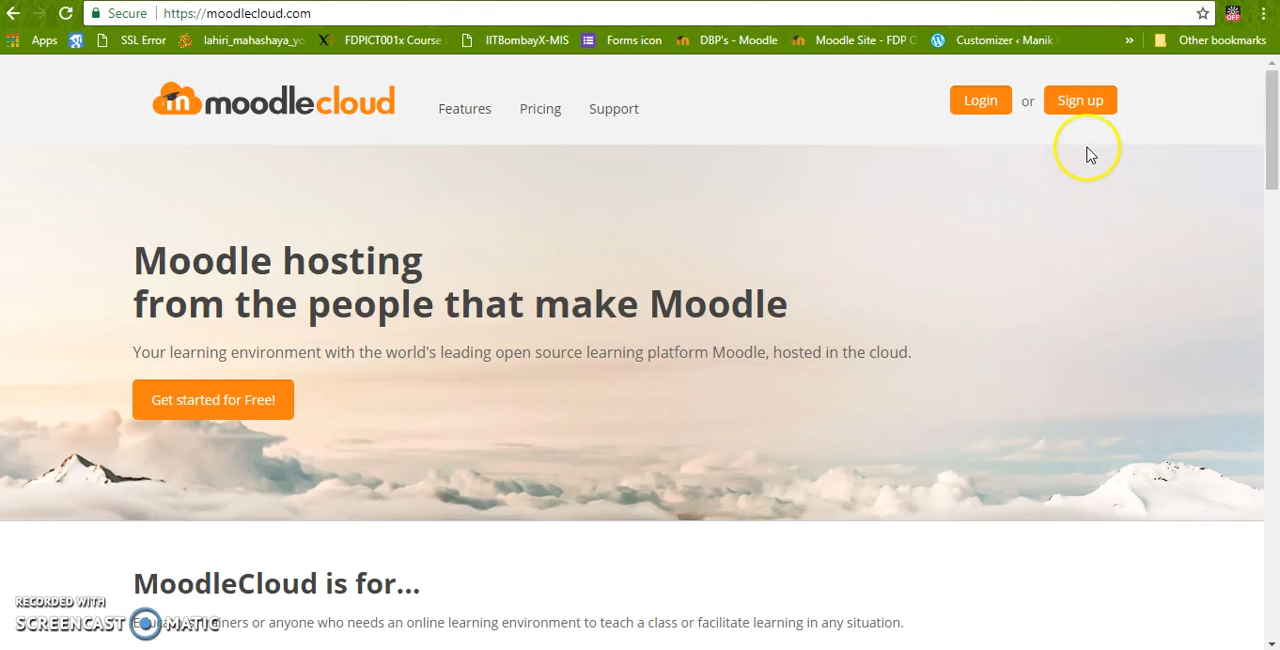 Secure https://moodlecloud.com OFF
Apps SSL Error lahiri_mahashaya_yo FDPICT001x Course IITBombayX-MIS Forms icon DBP's - Moodle Moodle Site - FDP C Customizer ‹ Manik » Other bookmarks
moodlecloud Features Pricing Support Login or Sign up
Moodle hosting
from the people that make Moodle
Your learning environment with the world's leading open source learning platform Moodle, hosted in the cloud.
Get started for Free!
MoodleCloud is for...
RECORDED WITH
SCREENCAST MATIC
or anyone who needs an online learning environment to teach a class or facilitate learning in any situation.